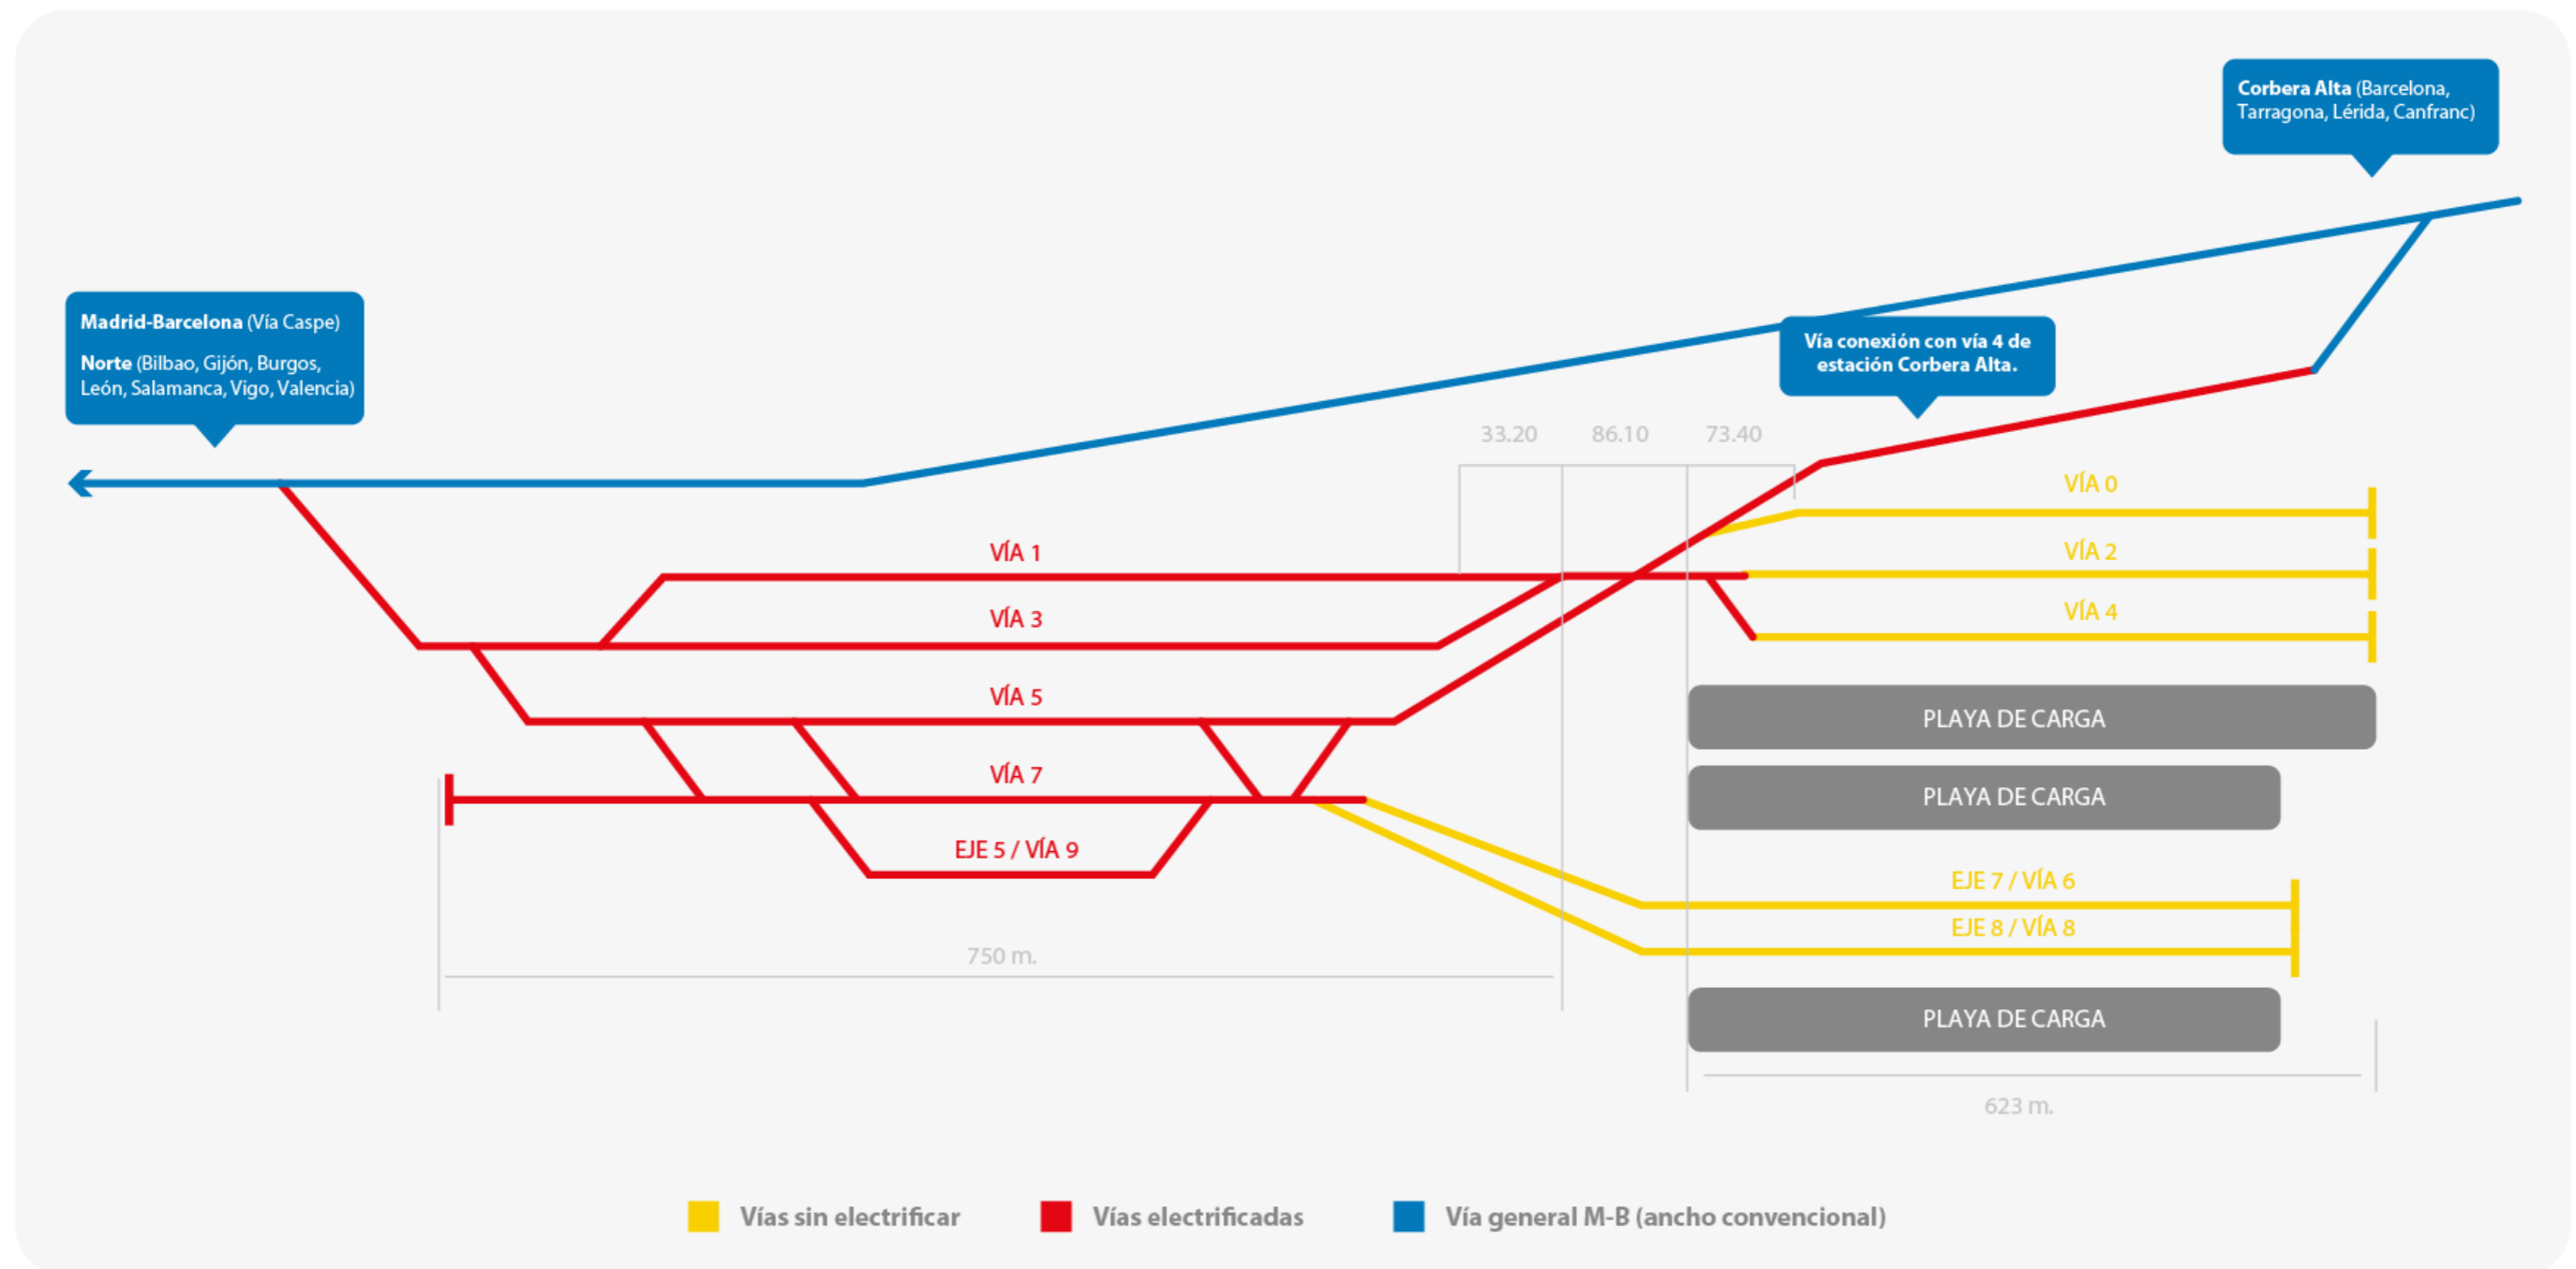 Corbera Alta (Barcelona,
Tarragona, Lérida, Canfranc)
Madrid-Barcelona (Vía Caspe)
Norte (Bilbao, Gijón, Burgos,
León, Salamanca, Vigo, Valencia)
Vía conexión con vía 4 de
estación Corbera Alta.
33.20
86.10
73.40
VÍA 0
VÍA 1
VÍA 2
VÍA 3
VÍA 4
VÍA 5
PLAYA DE CARGA
VÍA 7
PLAYA DE CARGA
EJE 5 / VÍA 9
EJE 7 / VÍA 6
EJE 8 / VÍA 8
750 m.
PLAYA DE CARGA
623 m.
Vías sin electrificar
Vías electrificadas
Vía general M-B (ancho convencional)